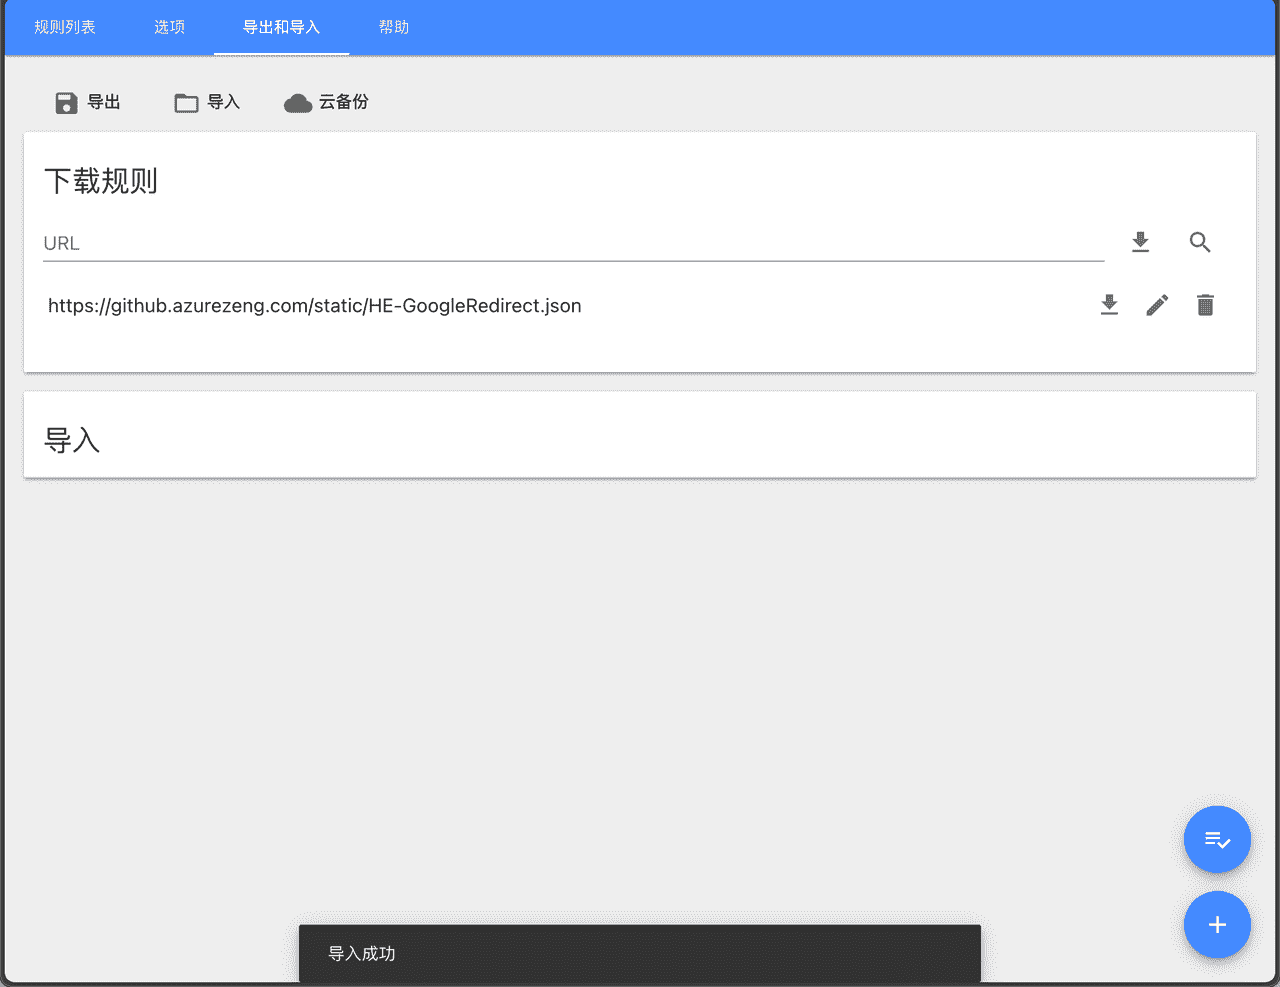 规则列表 选项 导出和导入 帮助
导出 导入 云备份
下载规则
URL
https://github.azurezeng.com/static/HE-GoogleRedirect.json
导入
导入成功